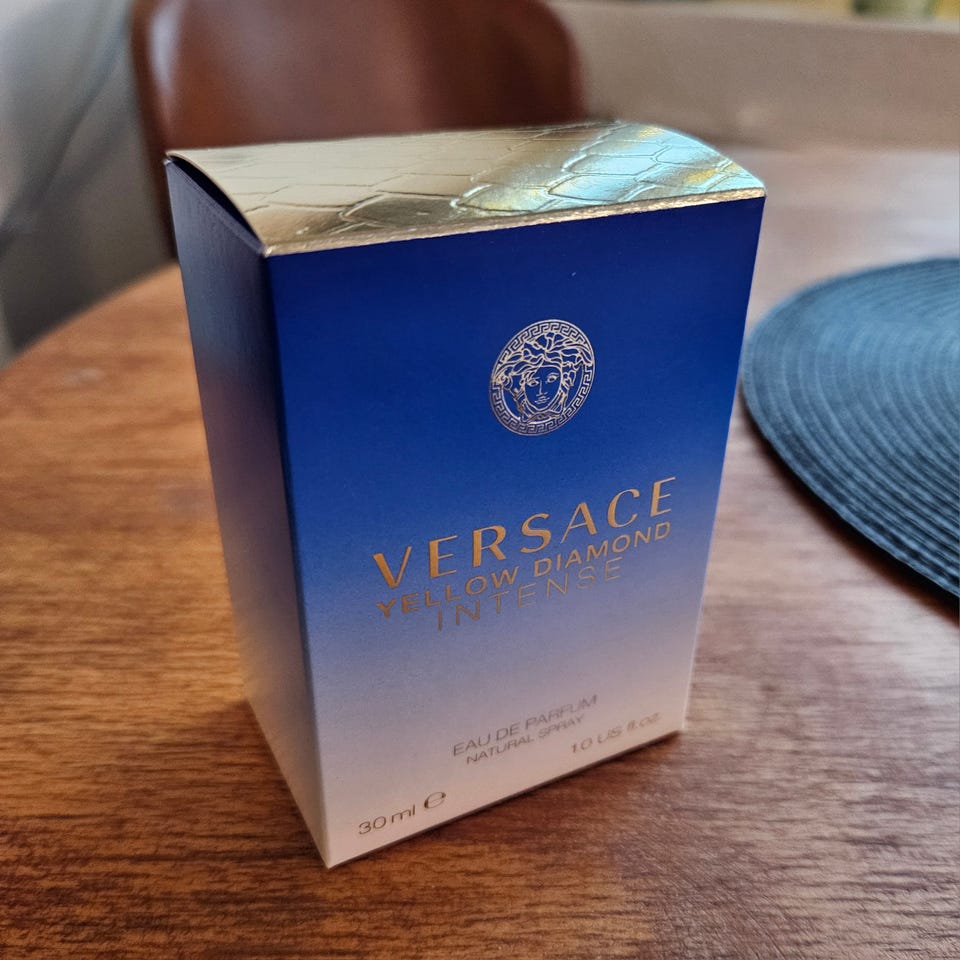 VERSACE
YELLOW DIAMOND
INTENSE
EAU DE PARFUM
NATURAL SPRAY
30 ml ℮
1.0 US fl.oz.